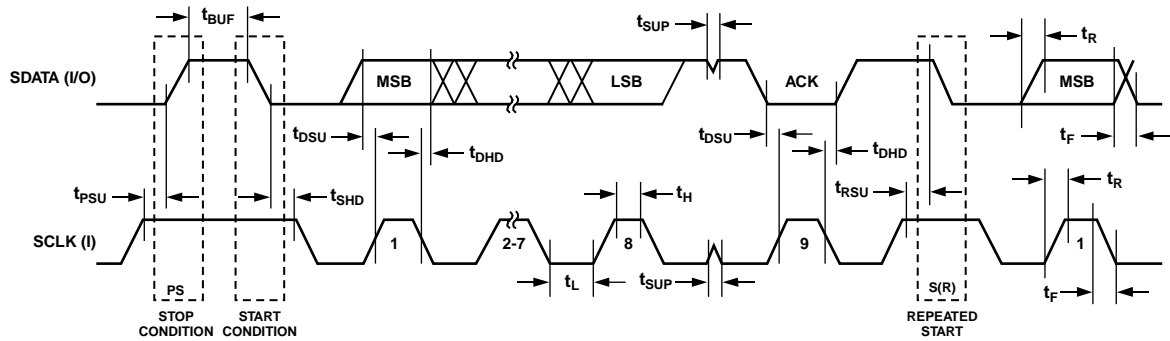 tBUF
tSUP
tR
SDATA (I/O)
MSB
LSB
ACK
MSB
tDSU
tDHD
tDSU
tDHD
tF
tPSU
tSHD
tH
tRSU
tR
SCLK (I)
1
2-7
8
9
1
PS
tL
tSUP
S(R)
tF
STOP
CONDITION
START
CONDITION
REPEATED
START